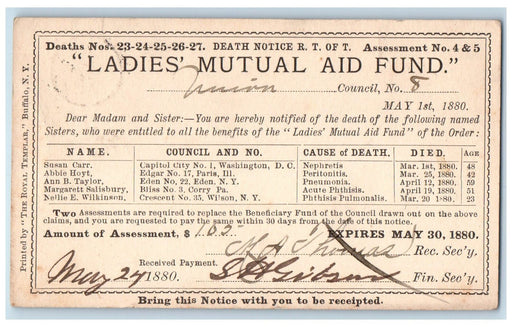 Deaths Nos. 23-24-25-26-27. DEATH NOTICE R. T. OF T. Assessment No. 4 & 5
"LADIES' MUTUAL AID FUND."
Union Council, No. 8
MAY 1st, 1880.
Dear Madam and Sister:—You are hereby notified of the death of the following named
Sisters, who were entitled to all the benefits of the "Ladies' Mutual Aid Fund" of the Order:
NAME. COUNCIL AND NO. CAUSE OF DEATH. DIED. AGE
Susan Carr. Capitol City No. 1, Washington, D. C. Nephretis Mar. 1st, 1880. 48
Abbie Hoyt, Edgar No. 17, Paris, Ill. Peritonitis, Mar. 25, 1880. 42
Ann B. Taylor, Eden No. 22, Eden. N. Y. Pneumonia. April 12, 1880. 59
Margarett Salisbury, Bliss No. 3, Corry Pa. Acute Phthisis. April 19, 1880. 51
Nellie E. Wilkinson, Crescent No. 35, Wilson, N. Y. Phthisis Pulmonalis. Mar. 20 1880. 23
Two Assessments are required to replace the Beneficiary Fund of the Council drawn out on the above
claims, and you are requested to pay the same within 30 days from the date of this notice.
Amount of Assessment, $ EXPIRES MAY 30, 1880.
Thomas Rec. Sec'y.
Received Payment.
May 24 1880. Gibson Fin. Sec'y.
Bring this Notice with you to be receipted.
Printed by "THE ROYAL TEMPLAR," Buffalo, N. Y.